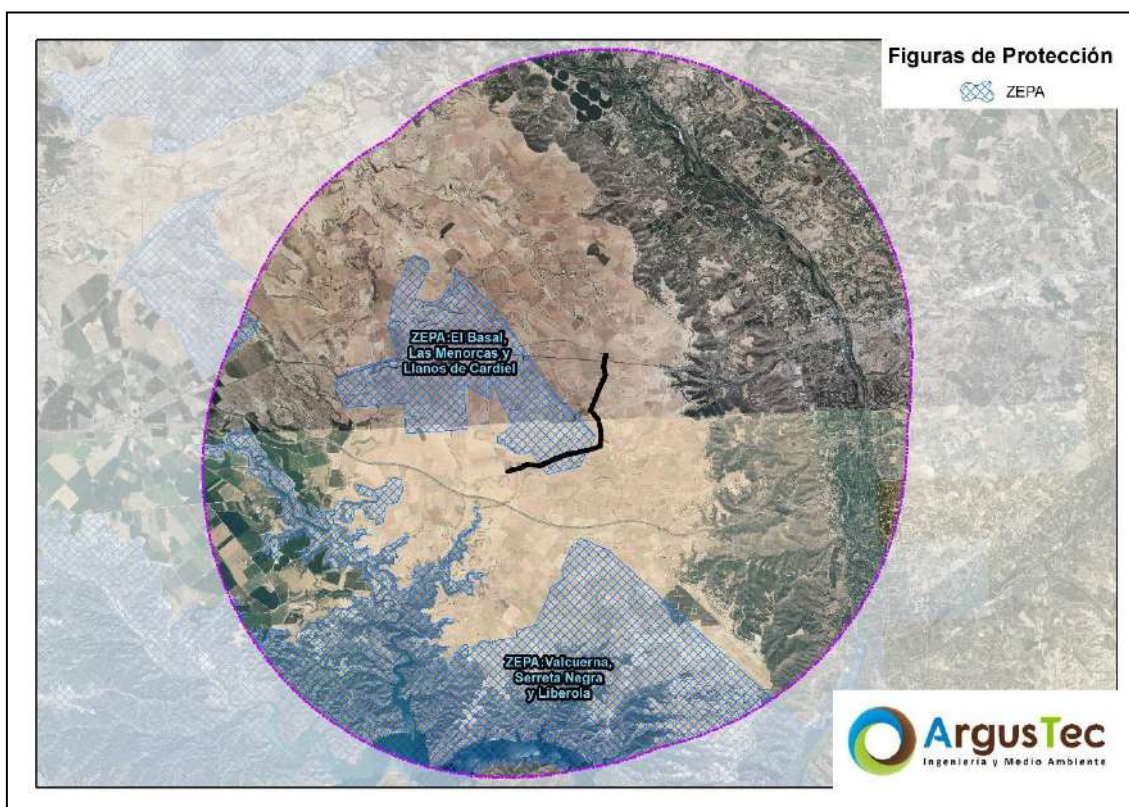 Figuras de Protección
ZEPA
ZEPA:El Basal,
Las Menorcas y
Llanos de Cardiel
ZEPA:Valcuerna,
Serreta Negra
y Liberola
ArgusTec
Ingeniería y Medio Ambiente